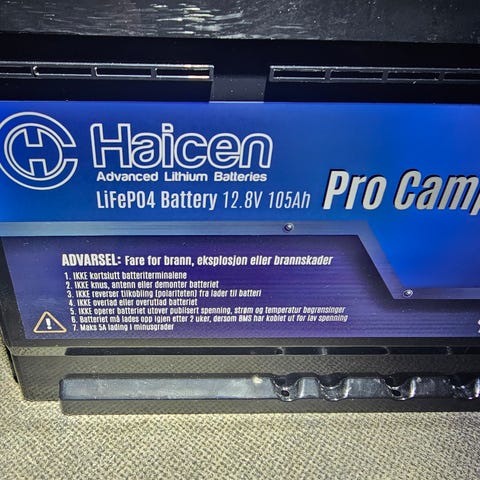 Haicen
Advanced Lithium Batteries
LiFePO4 Battery 12.8V 105Ah
Pro Camp
ADVARSEL: Fare for brann, eksplosjon eller brannskader
1. IKKE kortslutt batteriterminalene
2. IKKE knus, antenn eller demonter batteriet
3. IKKE reverser tilkobling (polariteten) fra lader til batteri
4. IKKE overlad eller overutlad batteriet
5. IKKE operer batteriet utover publisert spenning, strøm og temperatur begrensinger
6. Batteriet må lades opp igjen etter 2 uker, dersom BMS har koblet ut for lav spenning
7. Maks 5A lading i minusgrader